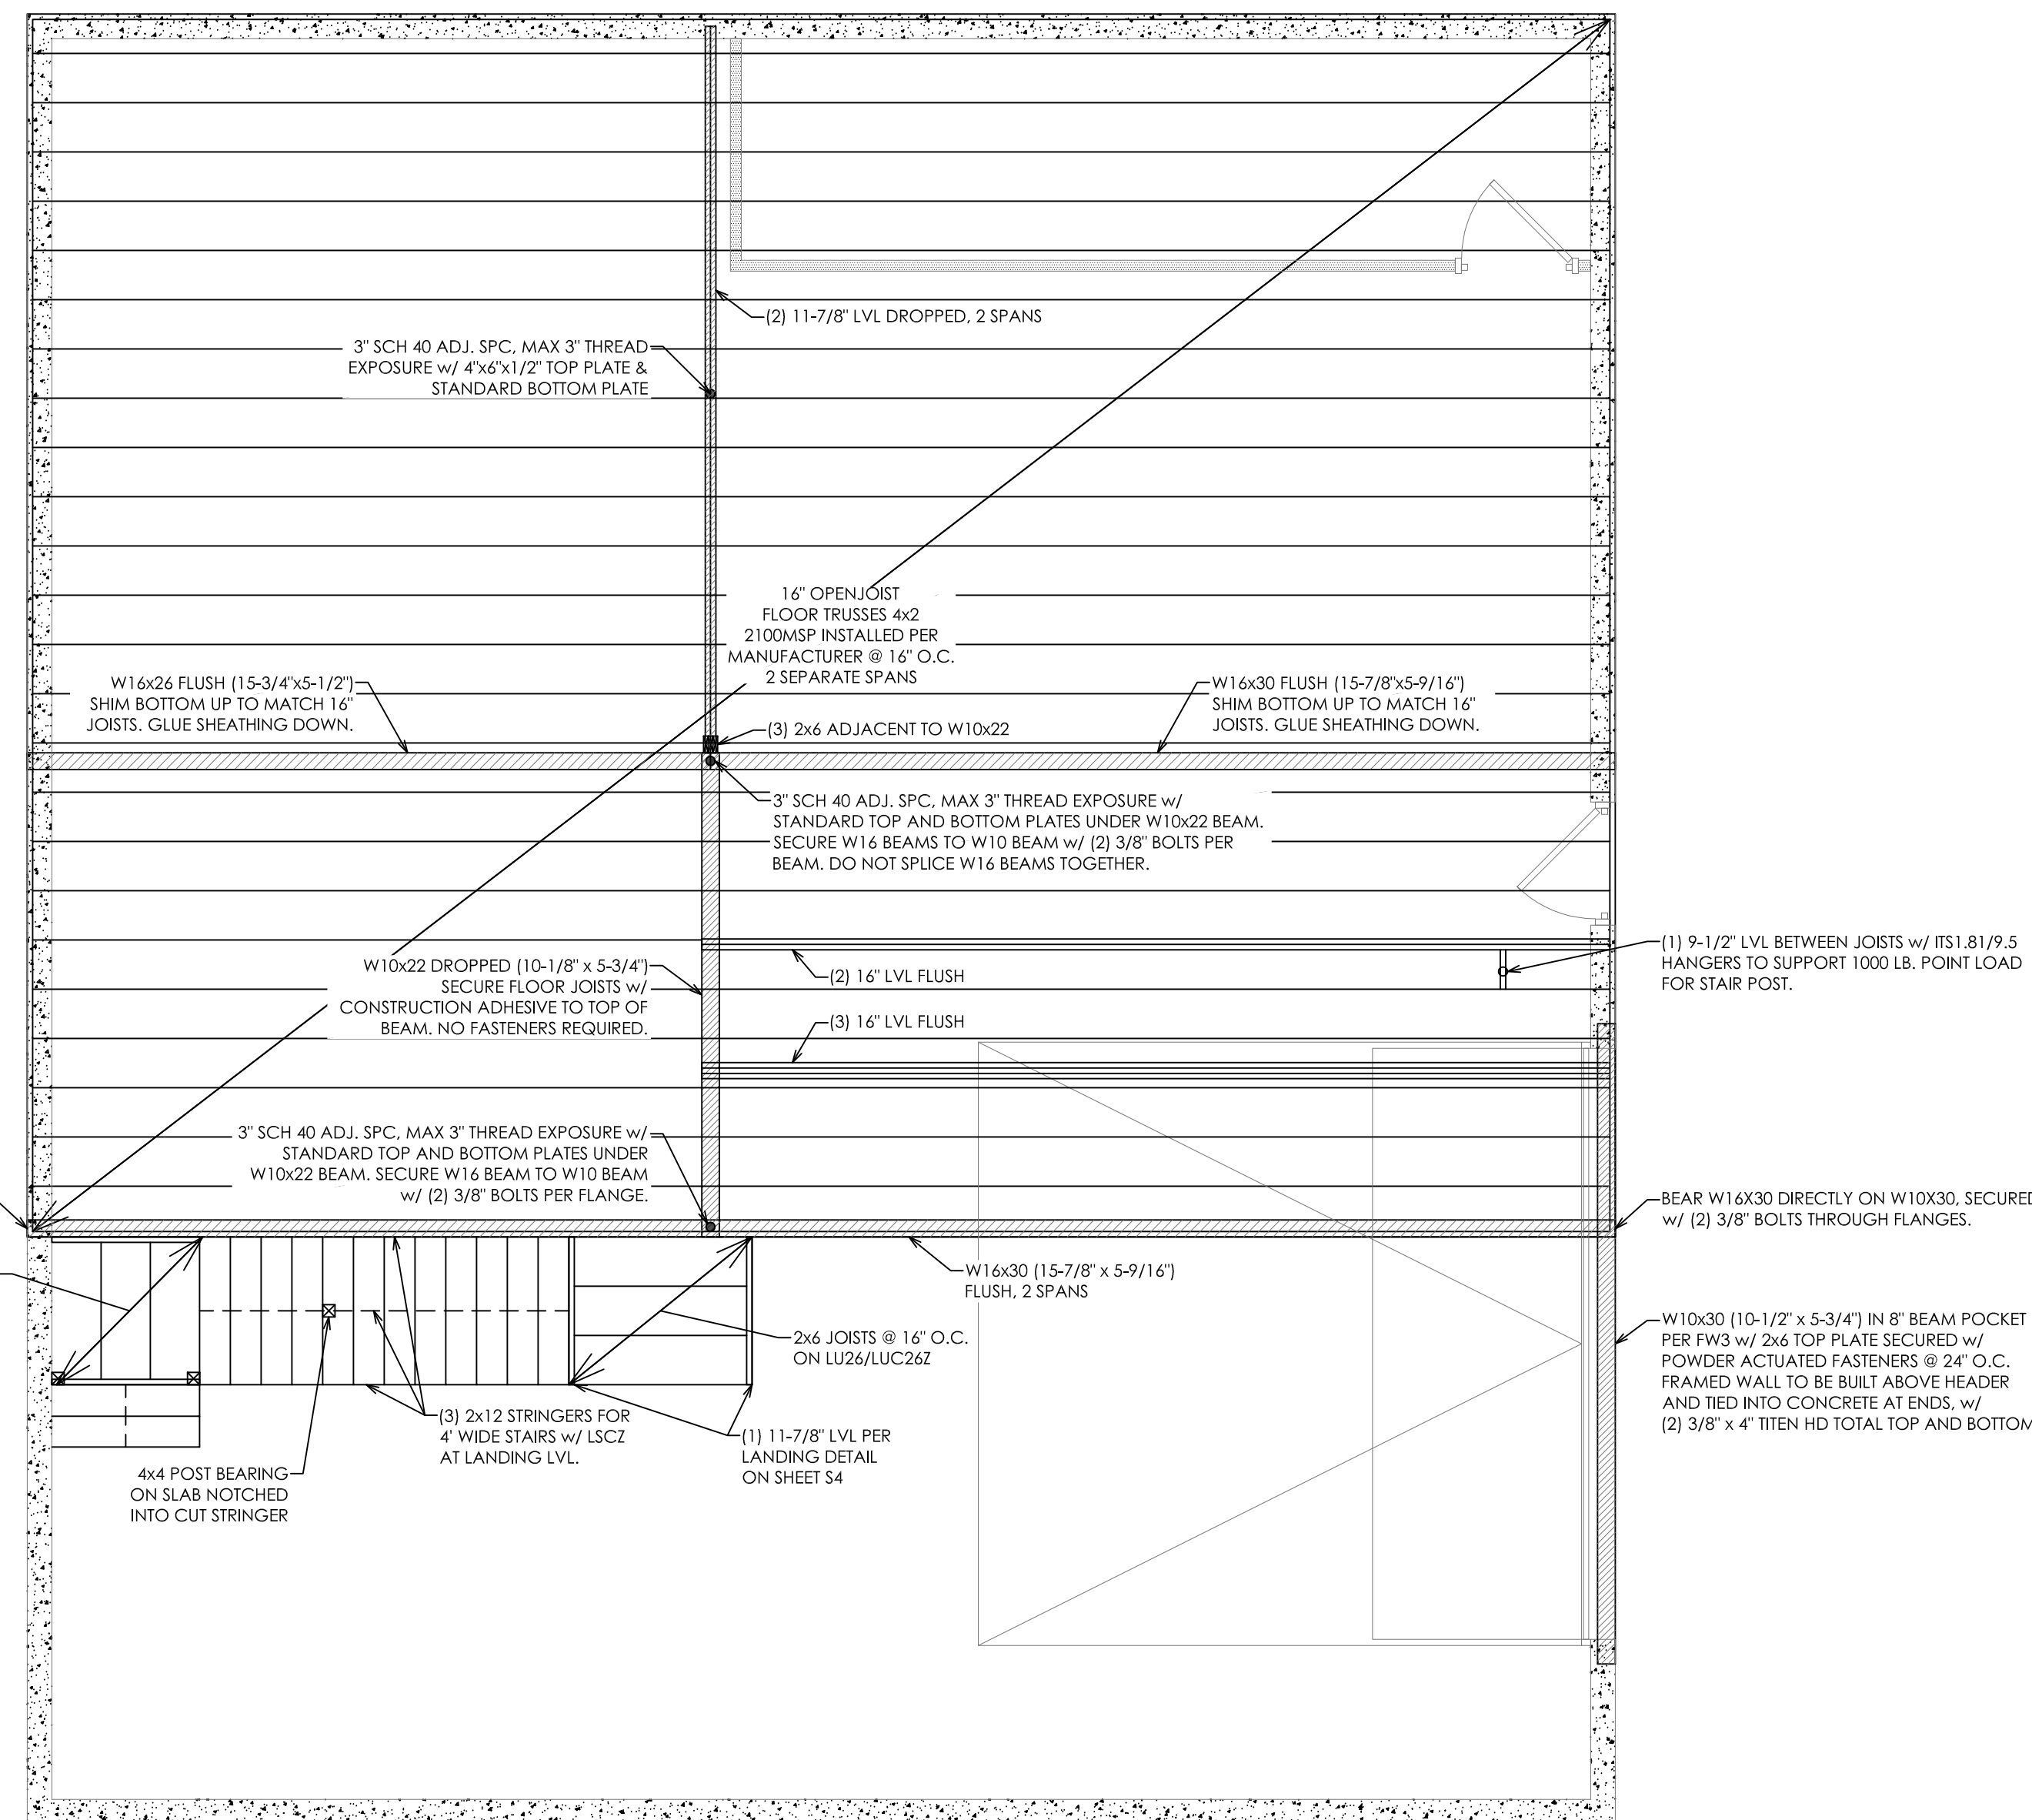 (2) 11-7/8" LVL DROPPED, 2 SPANS
3" SCH 40 ADJ. SPC, MAX 3" THREAD
EXPOSURE w/ 4"x6"x1/2" TOP PLATE &
STANDARD BOTTOM PLATE
16" OPENJOIST
FLOOR TRUSSES 4x2
2100MSP INSTALLED PER
MANUFACTURER @ 16" O.C.
2 SEPARATE SPANS
W16x26 FLUSH (15-3/4"x5-1/2")
SHIM BOTTOM UP TO MATCH 16"
JOISTS. GLUE SHEATHING DOWN.
W16x30 FLUSH (15-7/8"x5-9/16")
SHIM BOTTOM UP TO MATCH 16"
JOISTS. GLUE SHEATHING DOWN.
(3) 2x6 ADJACENT TO W10x22
3" SCH 40 ADJ. SPC, MAX 3" THREAD EXPOSURE w/
STANDARD TOP AND BOTTOM PLATES UNDER W10x22 BEAM.
SECURE W16 BEAMS TO W10 BEAM w/ (2) 3/8" BOLTS PER
BEAM. DO NOT SPLICE W16 BEAMS TOGETHER.
W10x22 DROPPED (10-1/8" x 5-3/4")
SECURE FLOOR JOISTS w/
CONSTRUCTION ADHESIVE TO TOP OF
BEAM. NO FASTENERS REQUIRED.
(2) 16" LVL FLUSH
(1) 9-1/2" LVL BETWEEN JOISTS w/ ITS1.81/9.5
HANGERS TO SUPPORT 1000 LB. POINT LOAD
FOR STAIR POST.
(3) 16" LVL FLUSH
3" SCH 40 ADJ. SPC, MAX 3" THREAD EXPOSURE w/
STANDARD TOP AND BOTTOM PLATES UNDER
W10x22 BEAM. SECURE W16 BEAM TO W10 BEAM
w/ (2) 3/8" BOLTS PER FLANGE.
BEAR W16X30 DIRECTLY ON W10X30, SECURED
w/ (2) 3/8" BOLTS THROUGH FLANGES.
W16x30 (15-7/8" x 5-9/16")
FLUSH, 2 SPANS
2x6 JOISTS @ 16" O.C.
ON LU26/LUC26Z
W10x30 (10-1/2" x 5-3/4") IN 8" BEAM POCKET
PER FW3 w/ 2x6 TOP PLATE SECURED w/
POWDER ACTUATED FASTENERS @ 24" O.C.
FRAMED WALL TO BE BUILT ABOVE HEADER
AND TIED INTO CONCRETE AT ENDS, w/
(2) 3/8" x 4" TITEN HD TOTAL TOP AND BOTTOM
(3) 2x12 STRINGERS FOR
4' WIDE STAIRS w/ LSCZ
AT LANDING LVL.
(1) 11-7/8" LVL PER
LANDING DETAIL
ON SHEET S4
4x4 POST BEARING
ON SLAB NOTCHED
INTO CUT STRINGER